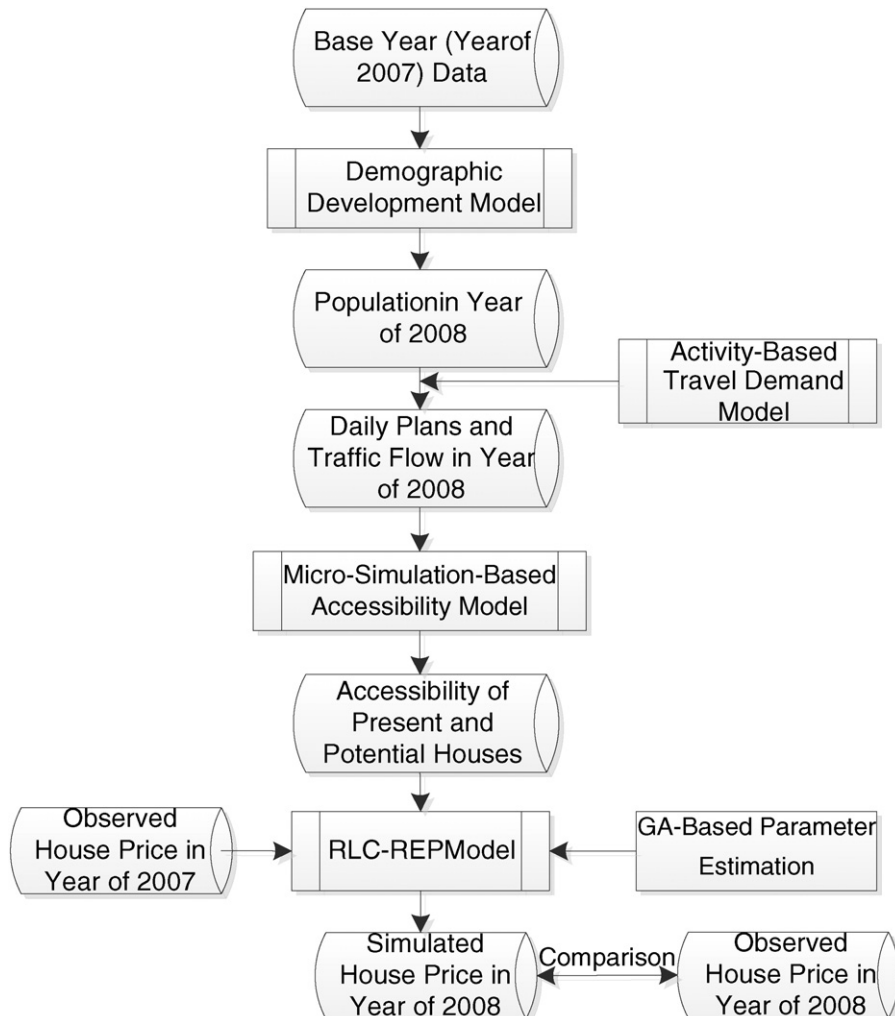 Base Year (Yearof
2007) Data
Demographic
Development Model
Populationin Year
of 2008
Activity-Based
Travel Demand
Model
Daily Plans and
Traffic Flow in Year
of 2008
Micro-Simulation-Based
Accessibility Model
Accessibility of
Present and
Potential Houses
Observed
House Price in
Year of 2007
RLC-REPModel
GA-Based Parameter
Estimation
Simulated
House Price in
Year of 2008
Comparison
Observed
House Price in
Year of 2008